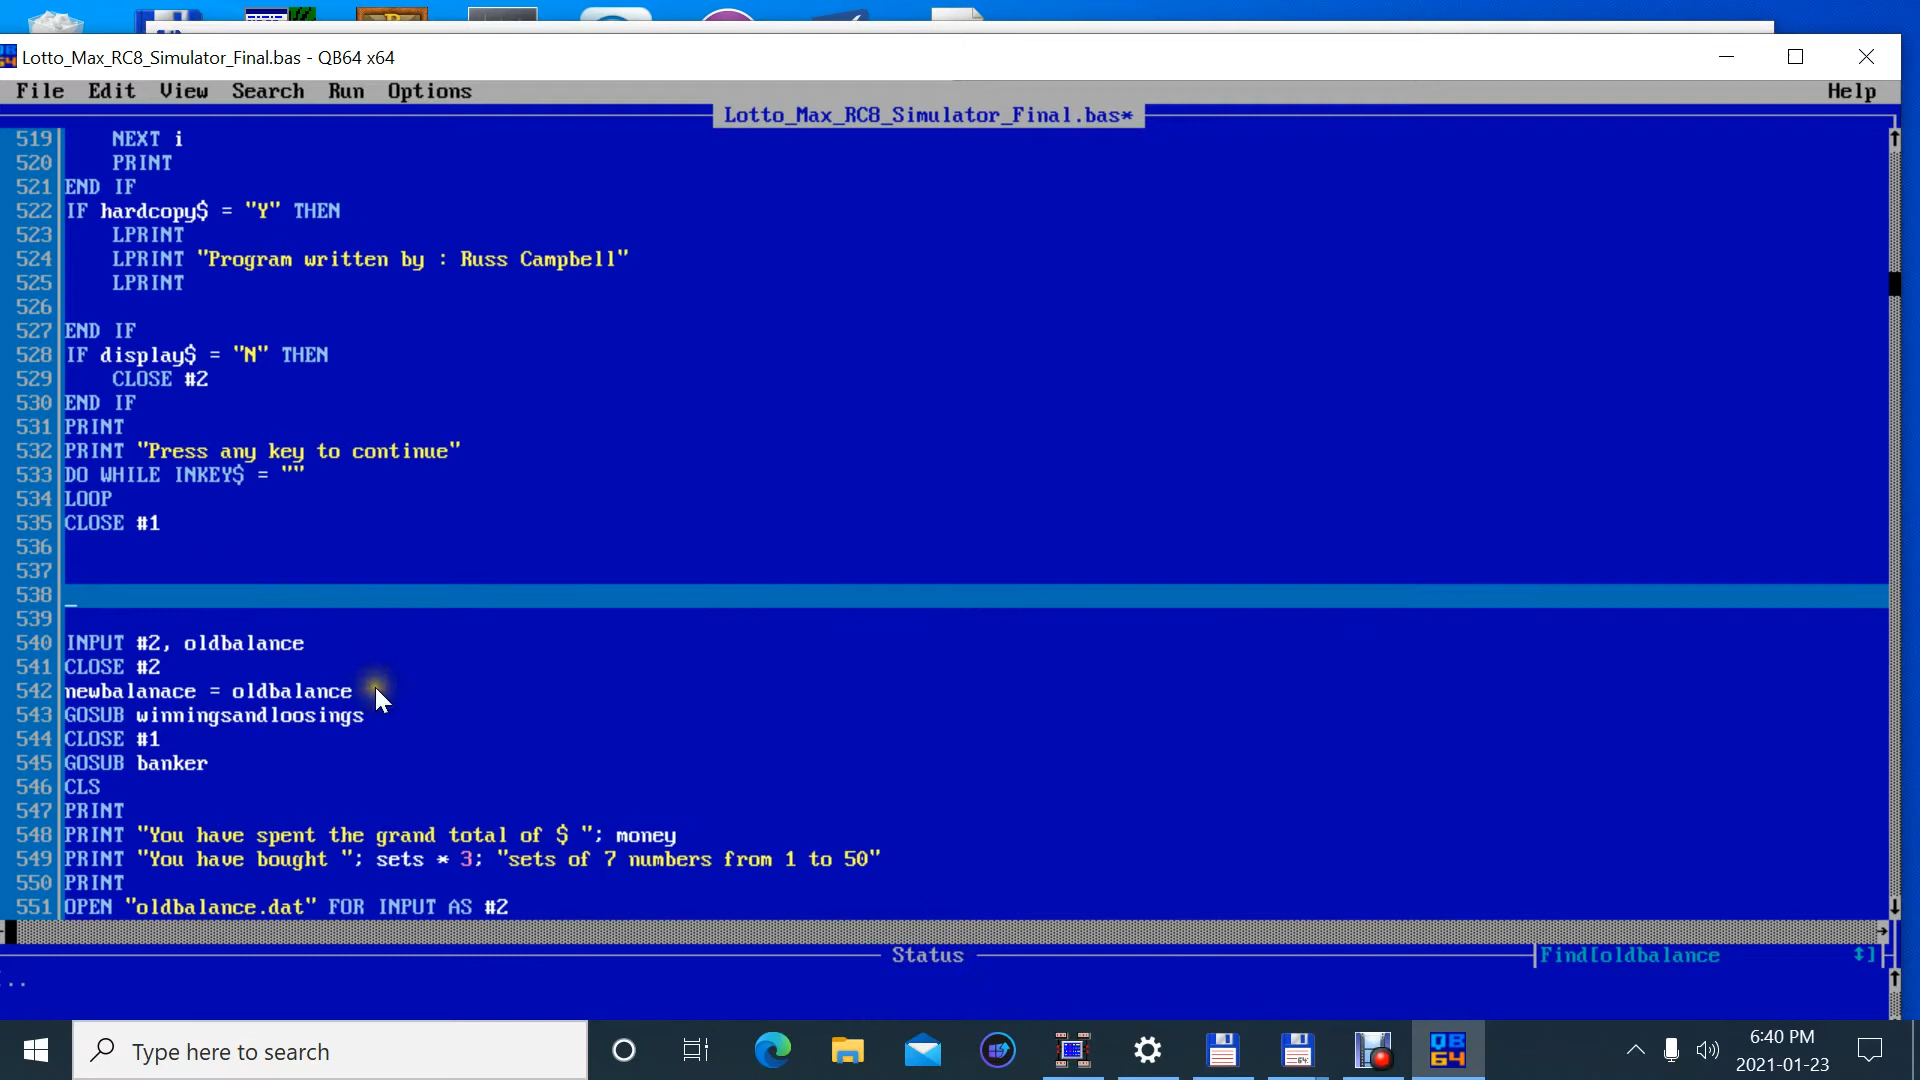 Lotto_Max_RC8_Simulator_Final.bas - QB64 x64
File Edit View Search Run Options Help
Lotto_Max_RC8_Simulator_Final.bas*
519 NEXT i
520 PRINT
521 END IF
522 IF hardcopy$ = "Y" THEN
523 LPRINT
524 LPRINT "Program written by : Russ Campbell"
525 LPRINT
526
527 END IF
528 IF display$ = "N" THEN
529 CLOSE #2
530 END IF
531 PRINT
532 PRINT "Press any key to continue"
533 DO WHILE INKEY$ = ""
534 LOOP
535 CLOSE #1
536
537
538
539
540 INPUT #2, oldbalance
541 CLOSE #2
542 newbalanace = oldbalance
543 GOSUB winningsandloosings
544 CLOSE #1
545 GOSUB banker
546 CLS
547 PRINT
548 PRINT "You have spent the grand total of $ "; money
549 PRINT "You have bought "; sets * 3; "sets of 7 numbers from 1 to 50"
550 PRINT
551 OPEN "oldbalance.dat" FOR INPUT AS #2
Status
Find[oldbalance ]
...
Type here to search
QB
64
6:40 PM
2021-01-23